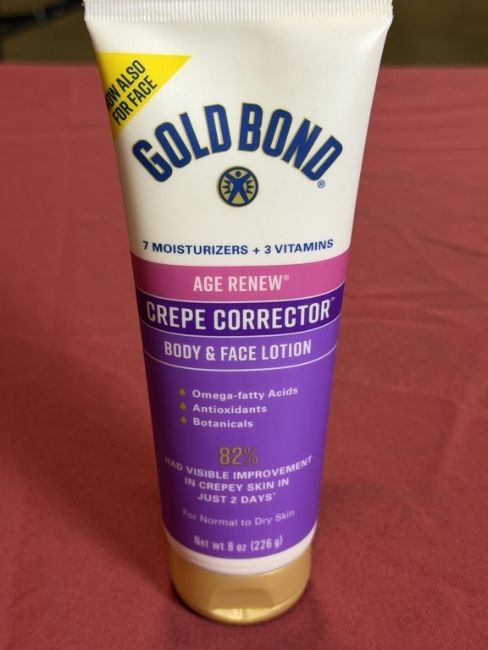 NOW ALSO
FOR FACE
GOLD BOND®
7 MOISTURIZERS + 3 VITAMINS
AGE RENEW®
CREPE CORRECTOR™
BODY & FACE LOTION
Omega-fatty Acids
Antioxidants
Botanicals
82%
HAD VISIBLE IMPROVEMENT
IN CREPEY SKIN IN
JUST 2 DAYS*
For Normal to Dry Skin
Net wt 8 oz (226 g)